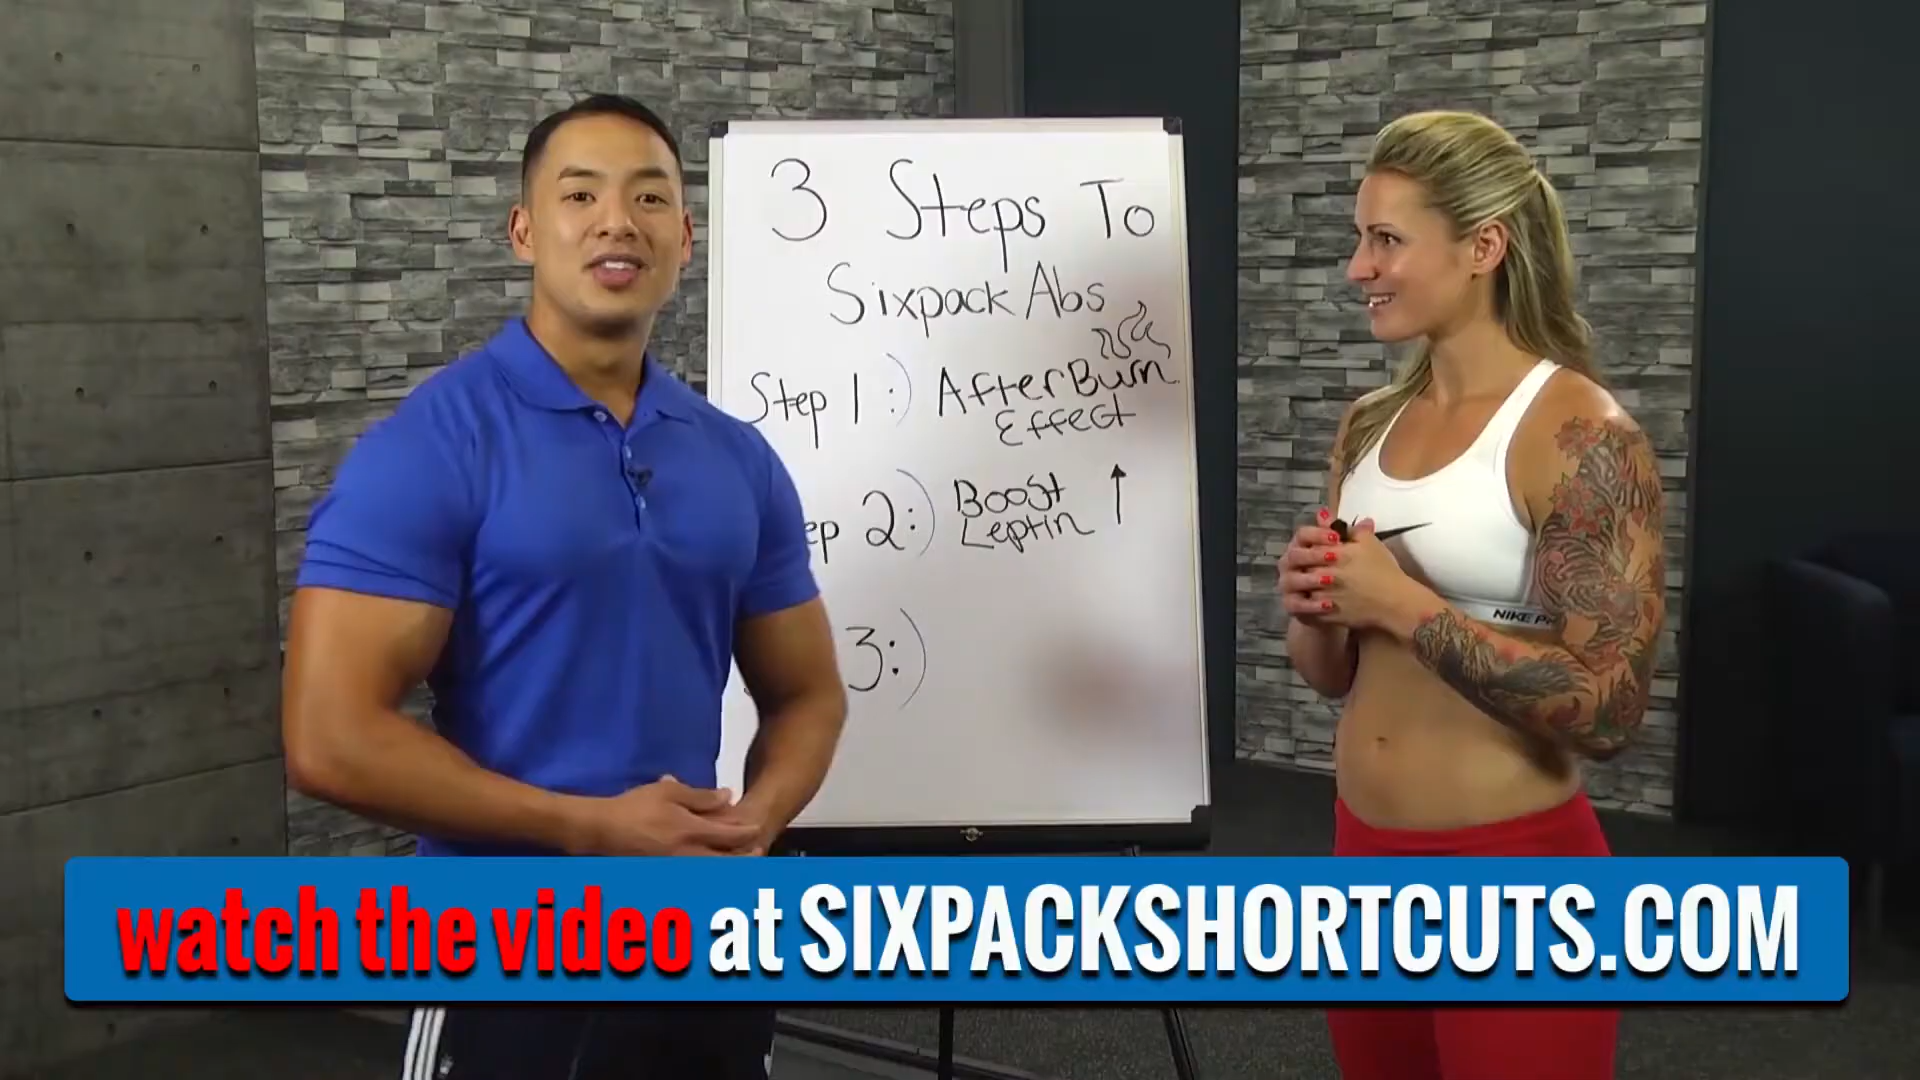 3 Steps To
Sixpack Abs
Step 1:) AfterBurn
Effect
ep 2:) Boost
Leptin
3:)
NIKE PR
watch the video at SIXPACKSHORTCUTS.COM